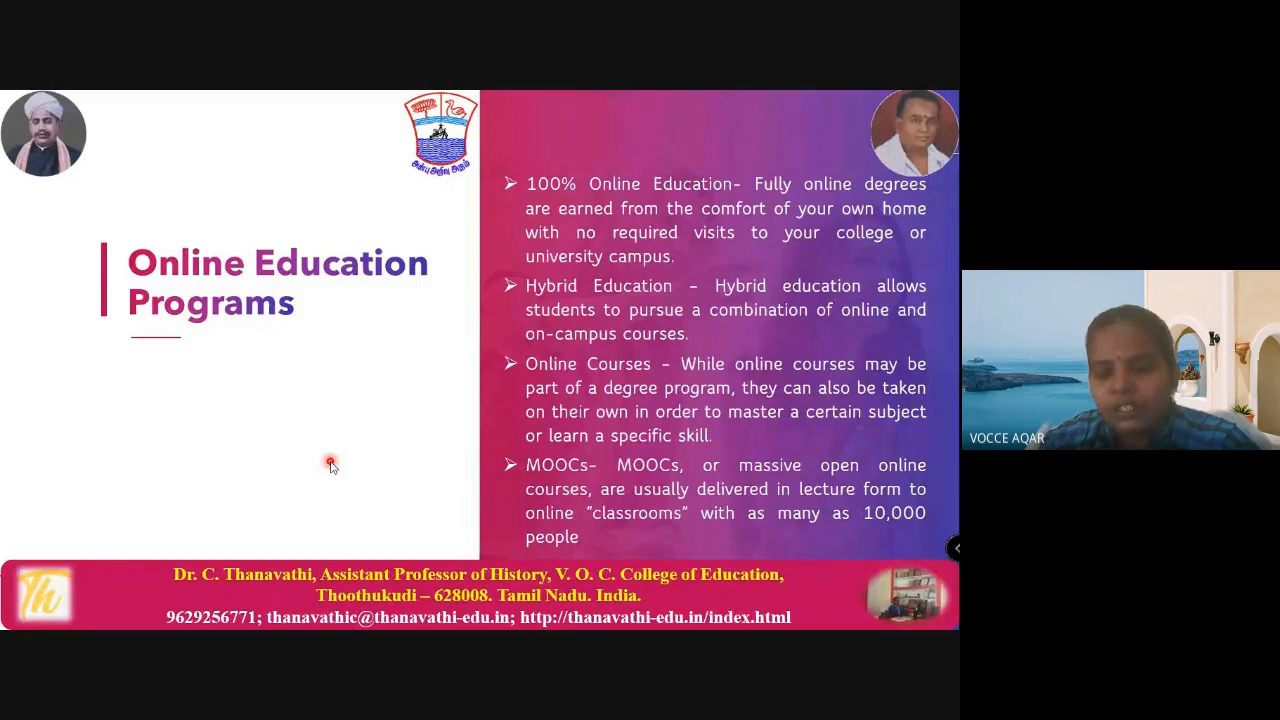 அன்பு அறிவு அறம்
Online Education
Programs
➢ 100% Online Education- Fully online degrees
are earned from the comfort of your own home
with no required visits to your college or
university campus.
➢ Hybrid Education – Hybrid education allows
students to pursue a combination of online and
on-campus courses.
➢ Online Courses – While online courses may be
part of a degree program, they can also be taken
on their own in order to master a certain subject
or learn a specific skill.
➢ MOOCs- MOOCs, or massive open online
courses, are usually delivered in lecture form to
online "classrooms" with as many as 10,000
people
VOCCE AQAR
Th
Dr. C. Thanavathi, Assistant Professor of History, V. O. C. College of Education,
Thoothukudi – 628008. Tamil Nadu. India.
9629256771; thanavathic@thanavathi-edu.in; http://thanavathi-edu.in/index.html